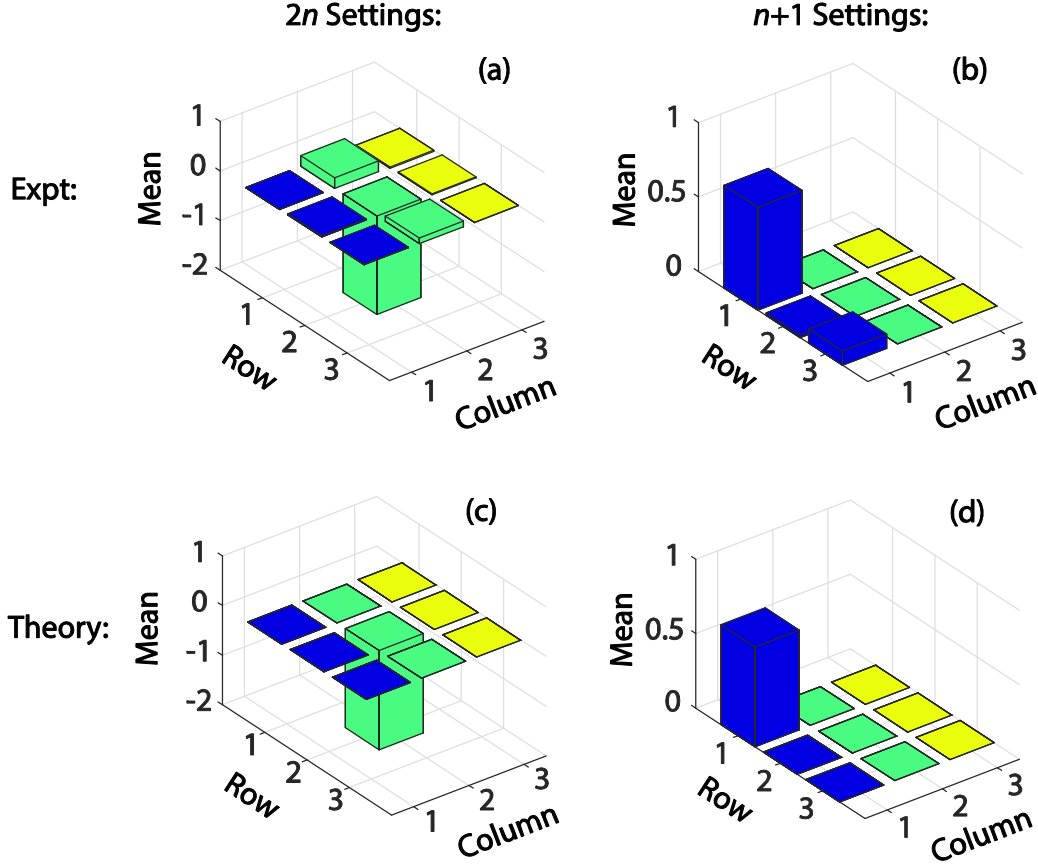 2n Settings:
n+1 Settings:
Expt:
(a)
Mean
1
0
-1
-2
1
2
3
Row
1
2
3
Column
(b)
Mean
1
0.5
0
1
2
3
Row
1
2
3
Column
Theory:
(c)
Mean
1
0
-1
-2
1
2
3
Row
1
2
3
Column
(d)
Mean
1
0.5
0
1
2
3
Row
1
2
3
Column